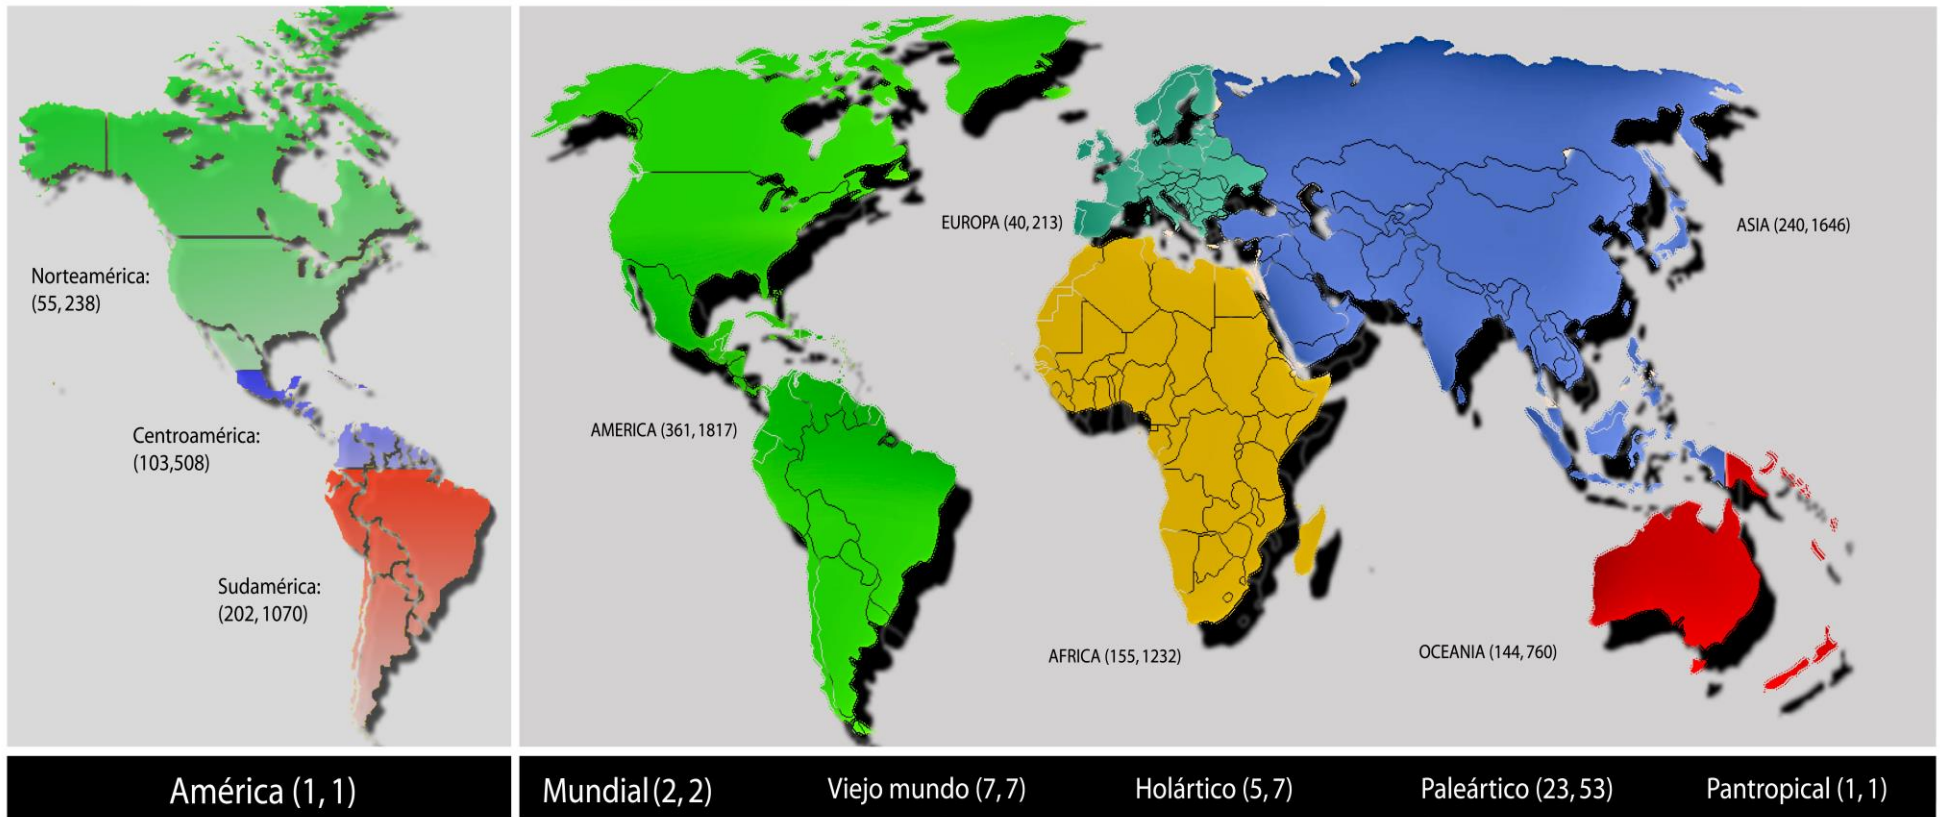 Norteamérica:
(55, 238)
Centroamérica:
(103,508)
Sudamérica:
(202, 1070)
América (1, 1)
EUROPA (40, 213)
ASIA (240, 1646)
AMERICA (361, 1817)
AFRICA (155, 1232)
OCEANIA (144, 760)
Mundial (2, 2)
Viejo mundo (7, 7)
Holártico (5, 7)
Paleártico (23, 53)
Pantropical (1, 1)